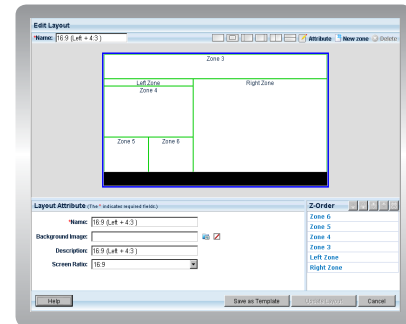 Edit Layout
*Name: 16:9 (Left + 4:3 ) Attribute New zone Delete
Zone 3
Left Zone Right Zone
Zone 4
Zone 5 Zone 6
Layout Attribute (The * indicates required fields.) Z-Order
*Name: 16:9 (Left + 4:3 )
Background Image:
Description: 16:9 (Left + 4:3 )
Screen Ratio: 16:9
Zone 6
Zone 5
Zone 4
Zone 3
Left Zone
Right Zone
Help Save as Template Update Layout Cancel